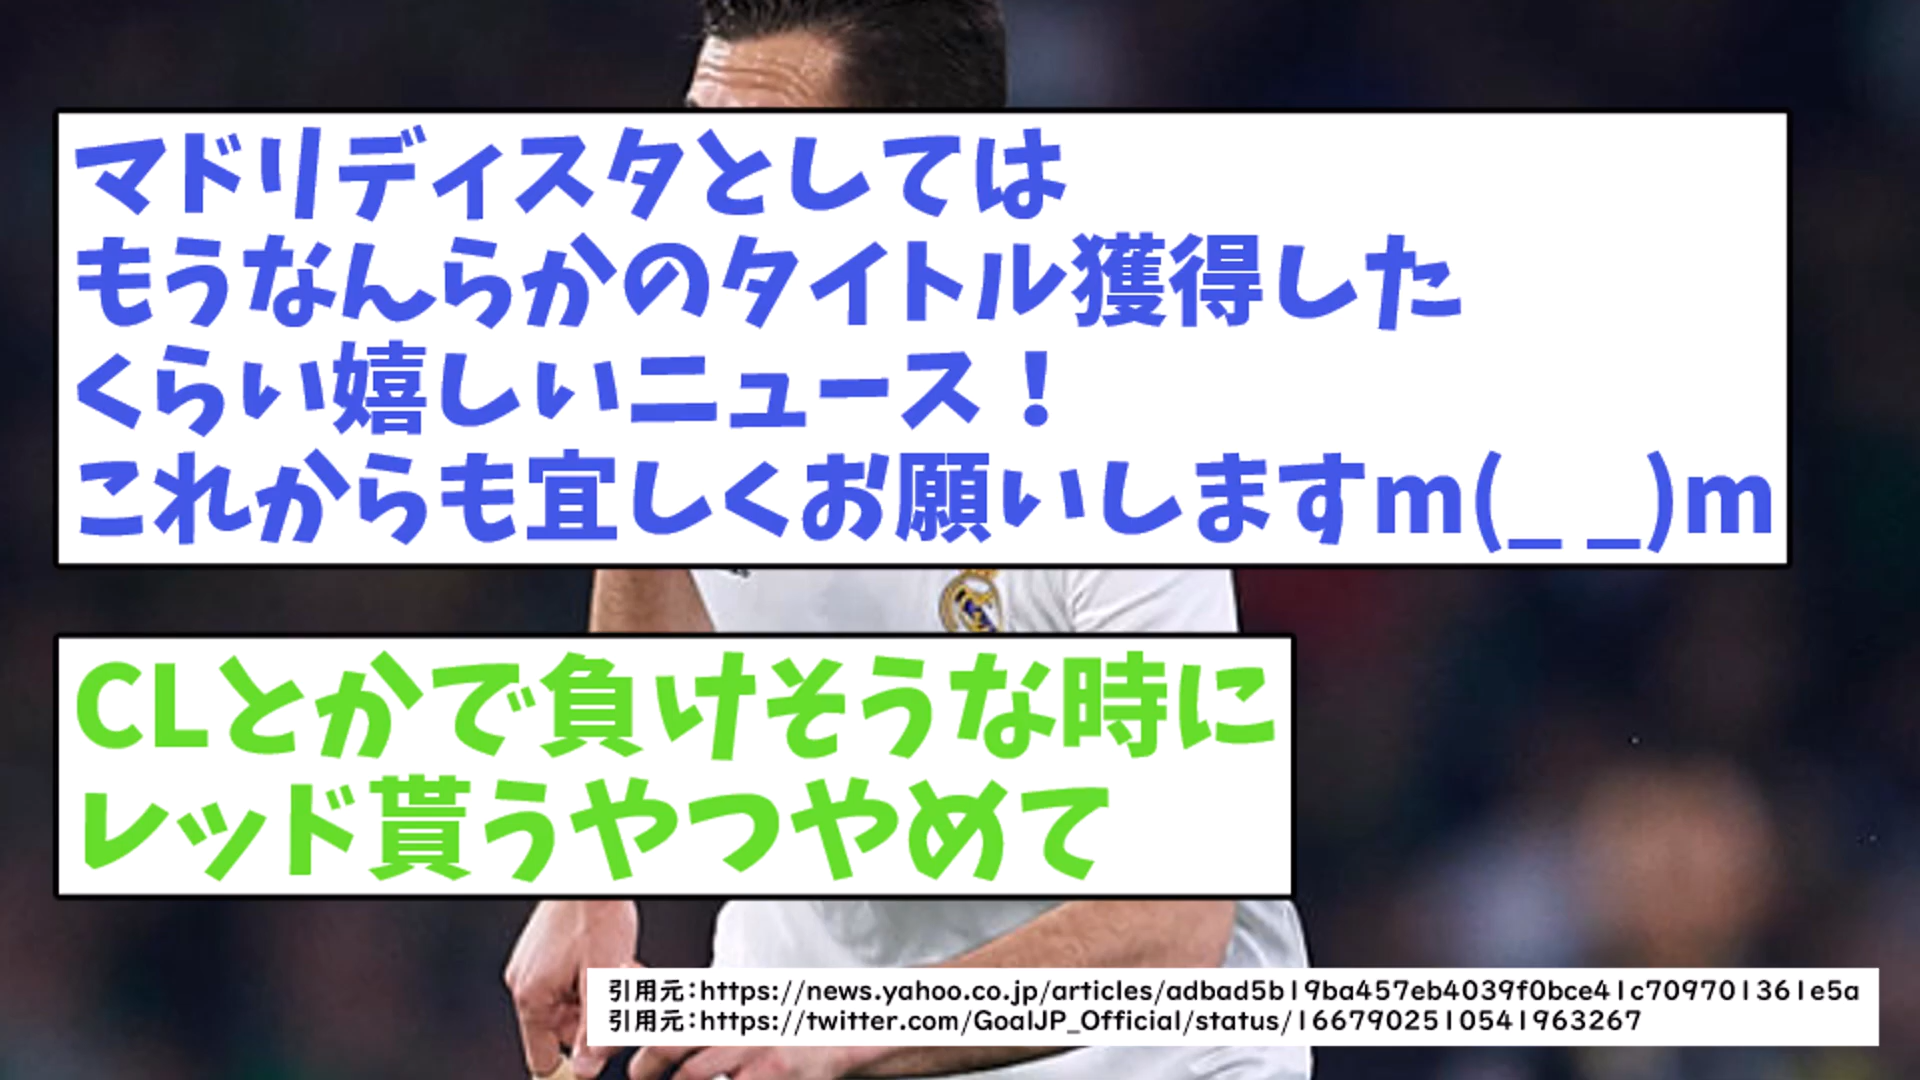 マドリディスタとしては
もうなんらかのタイトル獲得した
くらい嬉しいニュース！
これからも宜しくお願いしますm(_ _)m
CLとかで負けそうな時に
レッド貰うやつやめて
引用元:https://news.yahoo.co.jp/articles/adbad5b19ba457eb4039f0bce41c709701361e5a
引用元:https://twitter.com/GoalJP_Official/status/1667902510541963267